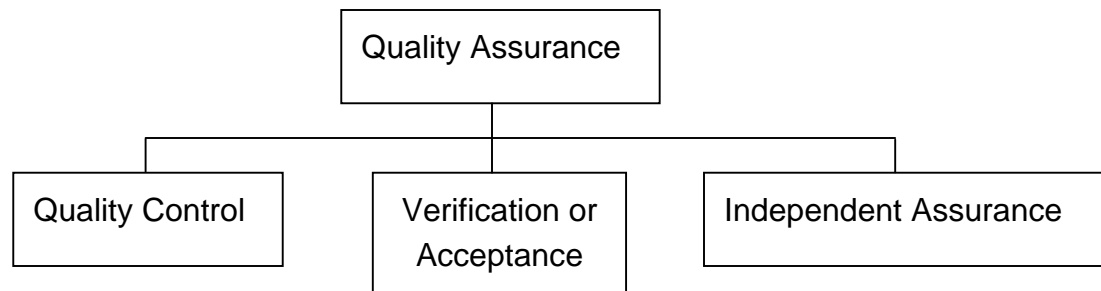 Quality Assurance
Quality Control
Verification or
Acceptance
Independent Assurance